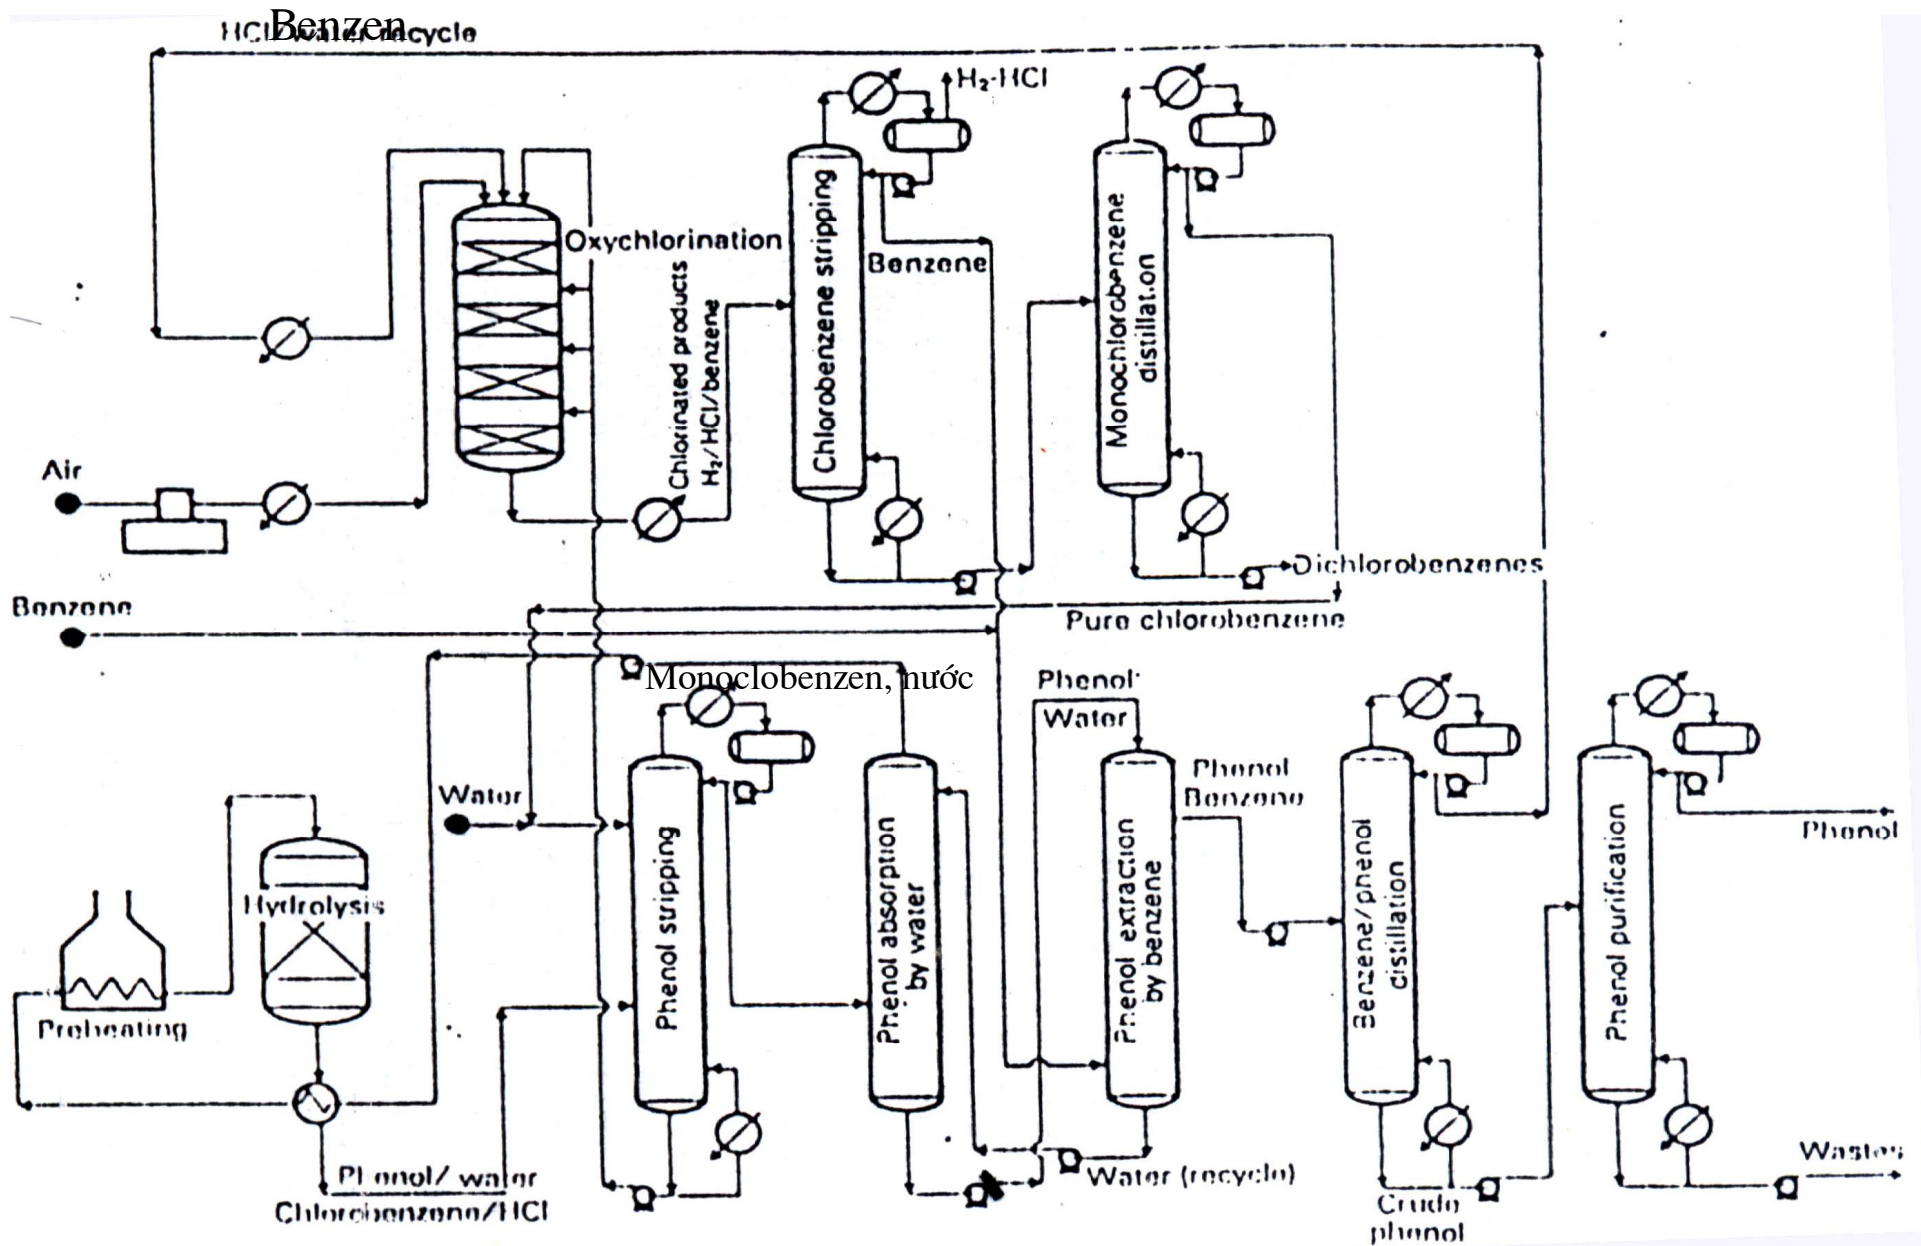 Benzen
HCl/water recycle
H₂-HCl
Oxychlorination
Chlorinated products
H₂/HCl/benzene
Chlorobenzene stripping
Benzene
Monochlorobenzene
distillation
Air
Dichlorobenzenes
Benzene
Pure chlorobenzene
Monoclobenzen, nước
Phenol
Water
Water
Phenol
Benzene
Phenol
Hydrolysis
Preheating
Phenol stripping
Phenol absorption
by water
Phenol extraction
by benzene
Benzene/phenol
distillation
Phenol purification
Phenol/water
Chlorobenzene/HCl
Water (recycle)
Crude
phenol
Wastes